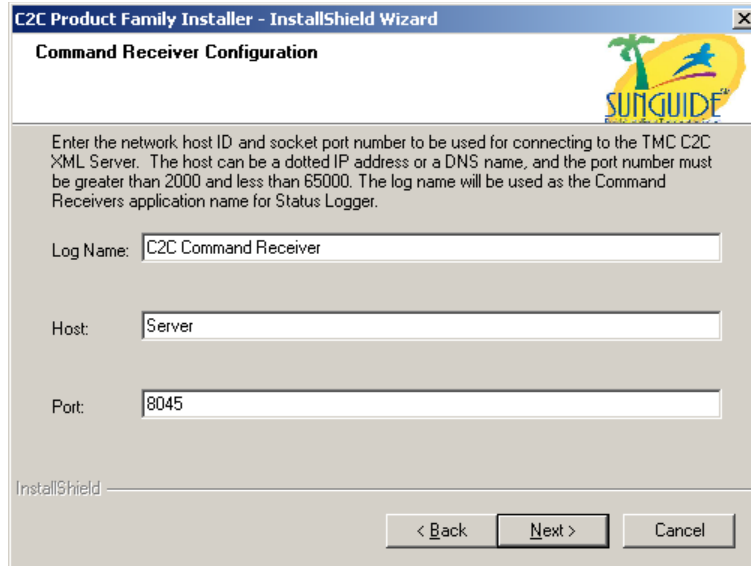 C2C Product Family Installer - InstallShield Wizard
Command Receiver Configuration
SUNGUIDE
Enter the network host ID and socket port number to be used for connecting to the TMC C2C
XML Server. The host can be a dotted IP address or a DNS name, and the port number must
be greater than 2000 and less than 65000. The log name will be used as the Command
Receivers application name for Status Logger.
Log Name: C2C Command Receiver
Host: Server
Port: 8045
InstallShield
< Back Next > Cancel